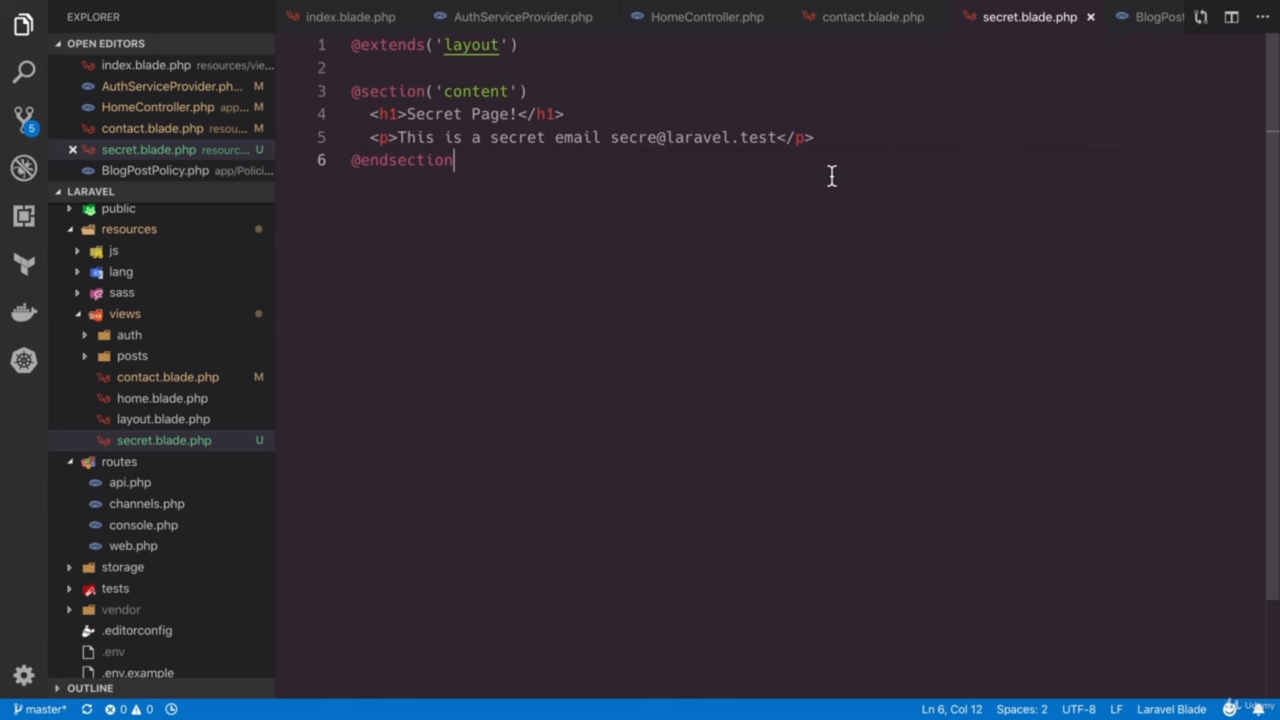 EXPLORER
index.blade.php
AuthServiceProvider.php
HomeController.php
contact.blade.php
secret.blade.php
BlogPost
OPEN EDITORS
index.blade.php resources/vie...
AuthServiceProvider.ph... M
HomeController.php app... M
contact.blade.php resou... M
secret.blade.php resourc... U
BlogPostPolicy.php app/Polici...
LARAVEL
public
resources
js
lang
sass
views
auth
posts
contact.blade.php M
home.blade.php
layout.blade.php
secret.blade.php U
routes
api.php
channels.php
console.php
web.php
storage
tests
vendor
.editorconfig
.env
.env.example
OUTLINE
5
1 @extends('layout')
2
3 @section('content')
4 <h1>Secret Page!</h1>
5 <p>This is a secret email secre@laravel.test</p>
6 @endsection
master* 0 0 Ln 6, Col 12 Spaces: 2 UTF-8 LF Laravel Blade
Udemy